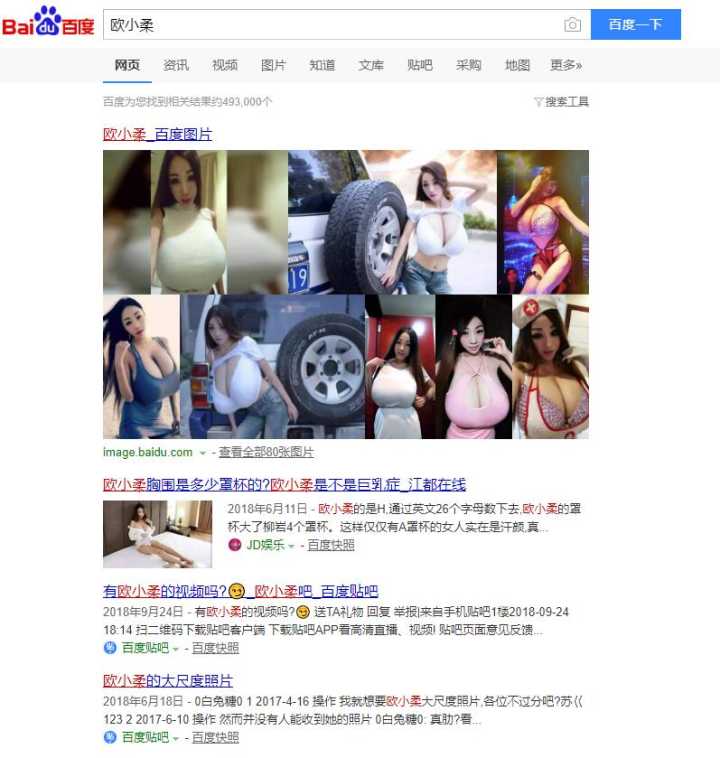 Bai du 百度
欧小柔
百度一下
网页 资讯 视频 图片 知道 文库 贴吧 采购 地图 更多»
百度为您找到相关结果约493,000个
搜索工具
欧小柔_百度图片
19
image.baidu.com - 查看全部80张图片
欧小柔胸围是多少罩杯的?欧小柔是不是巨乳症_江都在线
2018年6月11日 - 欧小柔的是H,通过英文26个字母数下去,欧小柔的罩
杯大了柳岩4个罩杯。这样仅仅有A罩杯的女人实在是汗颜,真...
JD娱乐 - 百度快照
有欧小柔的视频吗?😏_欧小柔吧_百度贴吧
2018年9月24日 - 有欧小柔的视频吗?😏 送TA礼物 回复 举报|来自手机贴吧1楼2018-09-24
18:14 扫二维码下载贴吧客户端 下载贴吧APP看高清直播、视频! 贴吧页面意见反馈...
百度贴吧 - 百度快照
欧小柔的大尺度照片
2018年6月18日 - 0白兔糖0 1 2017-4-16 操作 我就想要欧小柔大尺度照片,各位不过分吧?苏巜
123 2 2017-6-10 操作 然而并没有人能收到她的照片 0白兔糖0: 真肋?看...
百度贴吧 - 百度快照